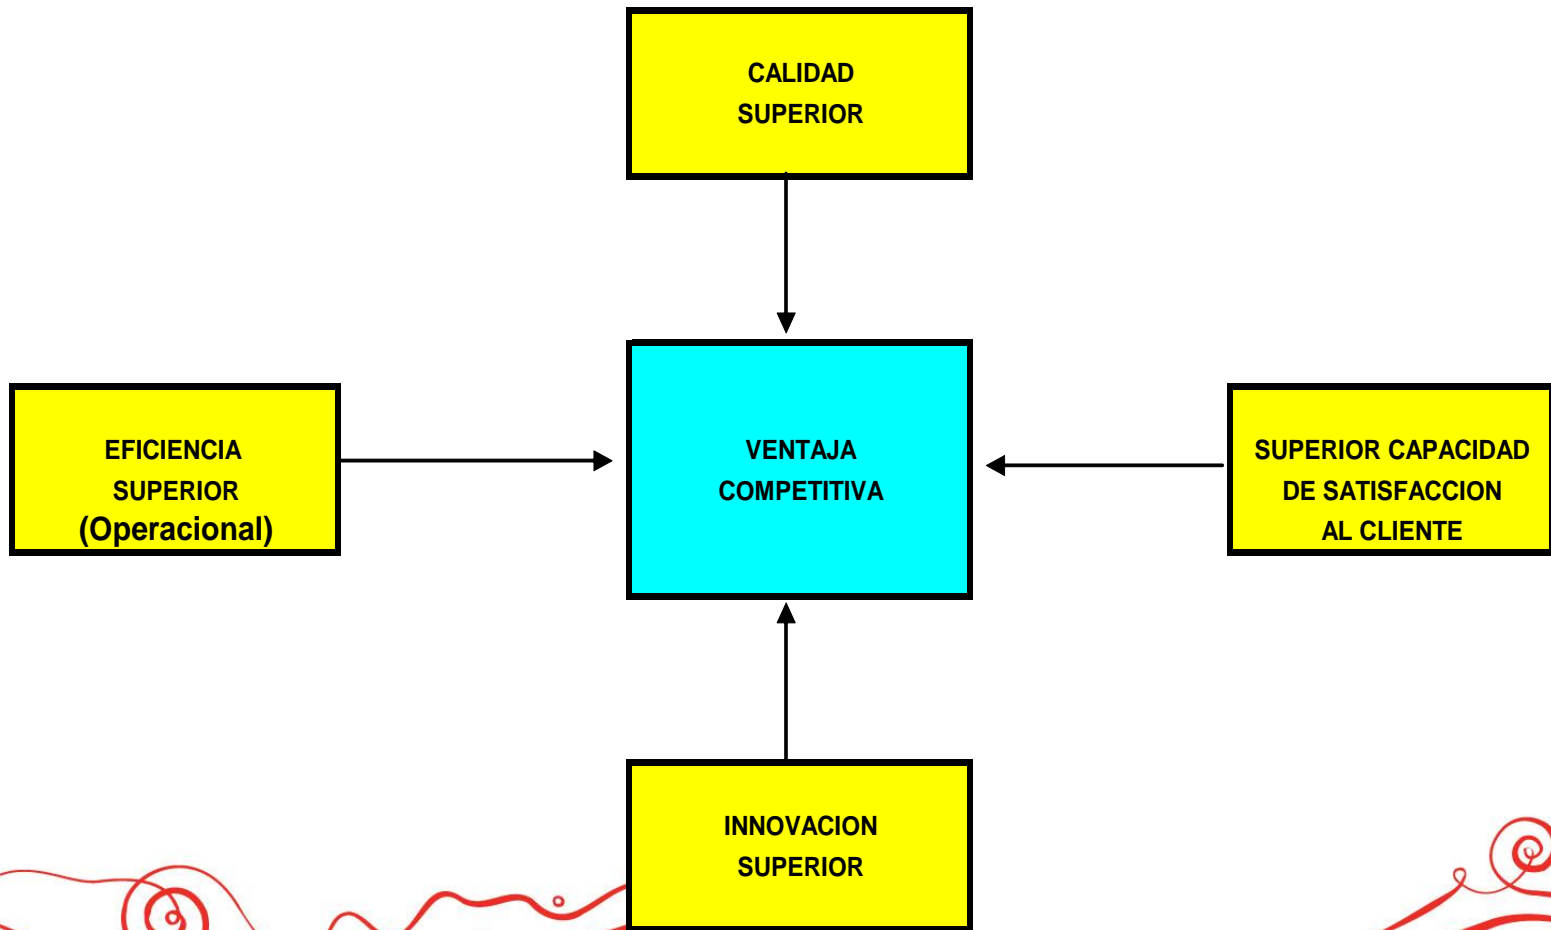 CALIDAD
SUPERIOR
EFICIENCIA
SUPERIOR
(Operacional)
VENTAJA
COMPETITIVA
SUPERIOR CAPACIDAD
DE SATISFACCION
AL CLIENTE
INNOVACION
SUPERIOR